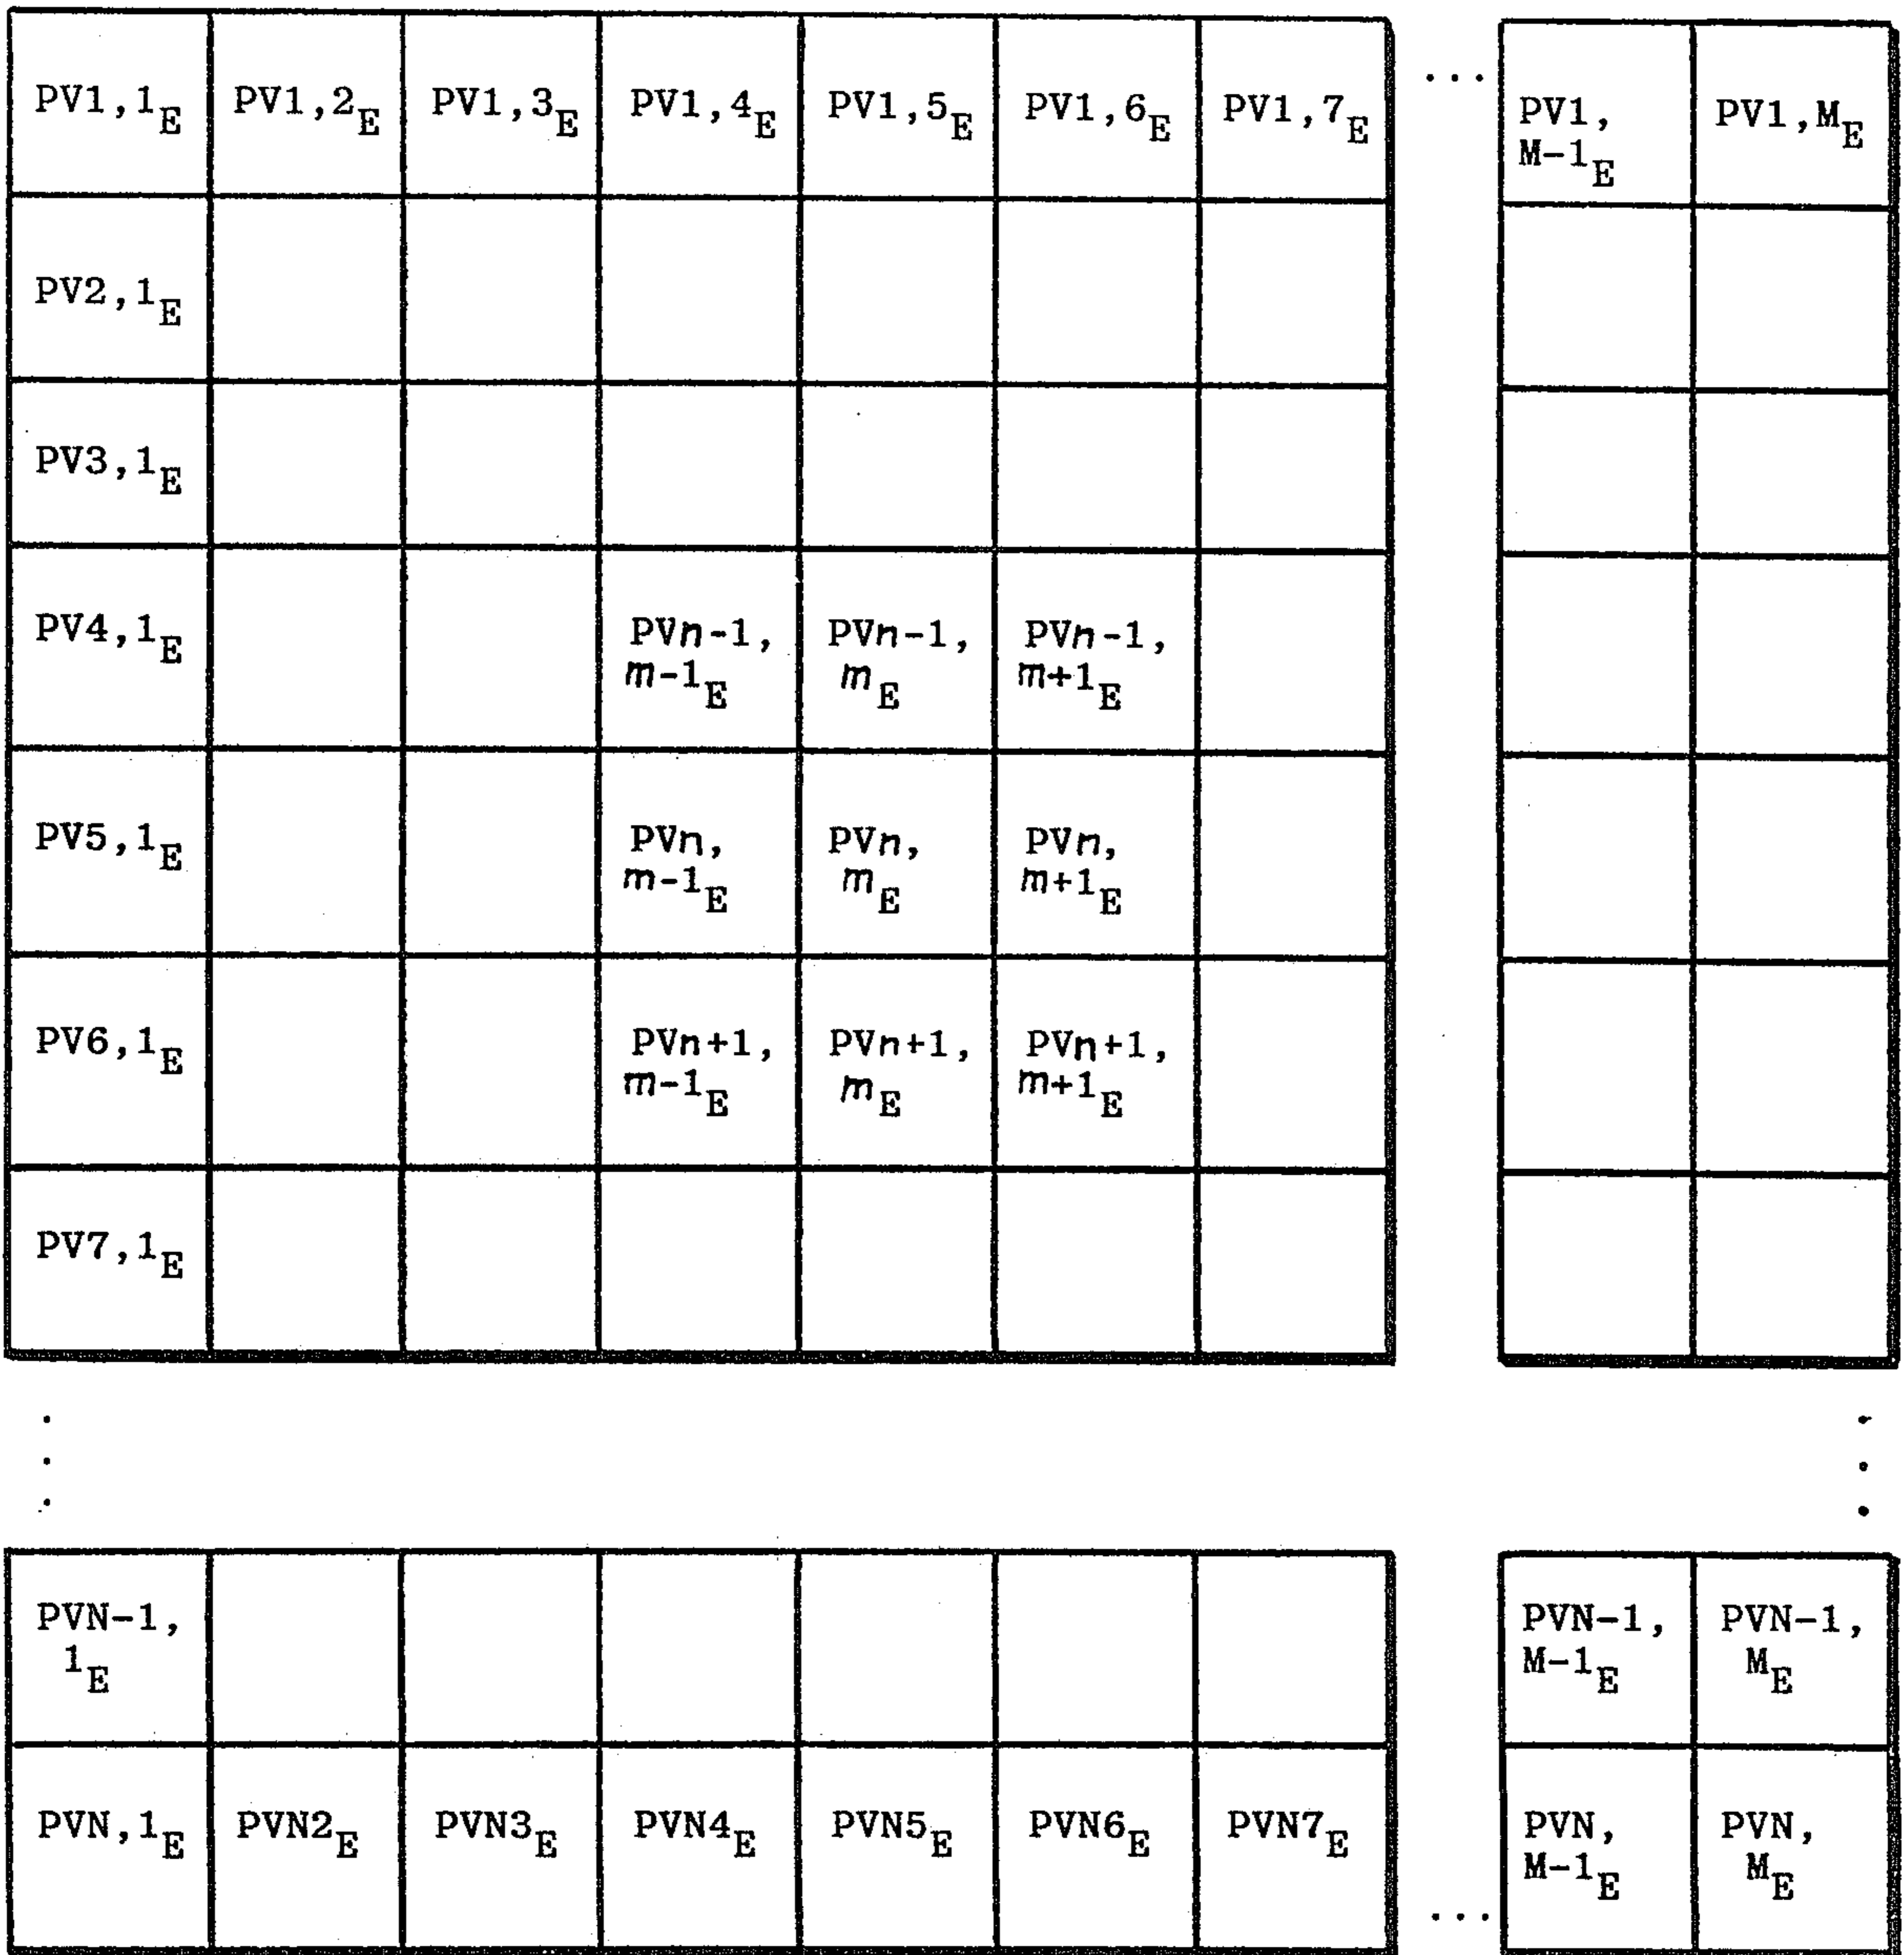 PV1,1E PV1,2E PV1,3E PV1,4E PV1,5E PV1,6E PV1,7E ... PV1, M-1E PV1,ME
PV2,1E
PV3,1E
PV4,1E PVn-1, m-1E PVn-1, mE PVn-1, m+1E
PV5,1E PVn, m-1E PVn, mE PVn, m+1E
PV6,1E PVn+1, m-1E PVn+1, mE PVn+1, m+1E
PV7,1E
PVN-1, 1E PVN-1, M-1E PVN-1, ME
PVN,1E PVN2E PVN3E PVN4E PVN5E PVN6E PVN7E ... PVN, M-1E PVN, ME